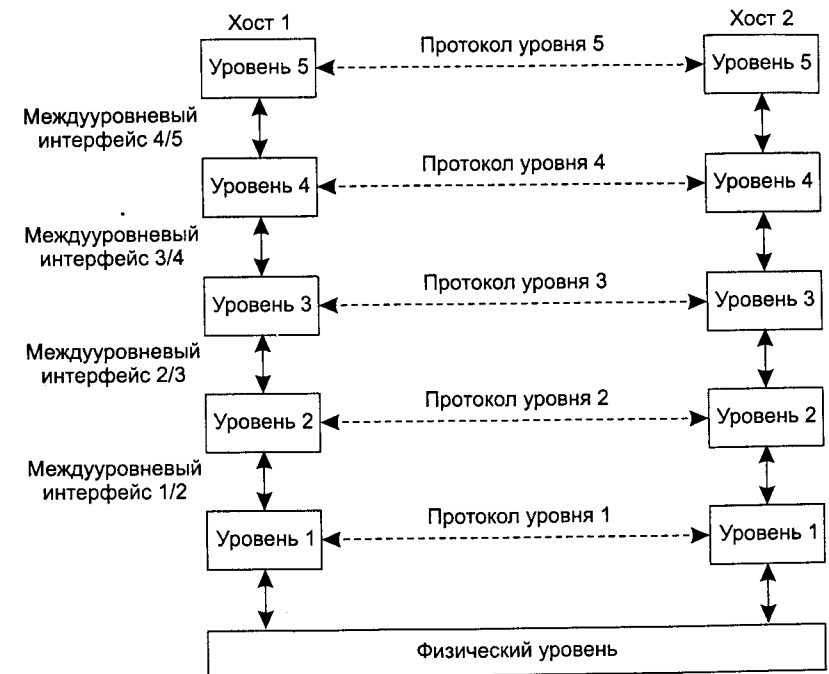 Хост 1
Хост 2
Уровень 5
Протокол уровня 5
Уровень 5
Междууровневый
интерфейс 4/5
Уровень 4
Протокол уровня 4
Уровень 4
Междууровневый
интерфейс 3/4
Уровень 3
Протокол уровня 3
Уровень 3
Междууровневый
интерфейс 2/3
Уровень 2
Протокол уровня 2
Уровень 2
Междууровневый
интерфейс 1/2
Уровень 1
Протокол уровня 1
Уровень 1
Физический уровень